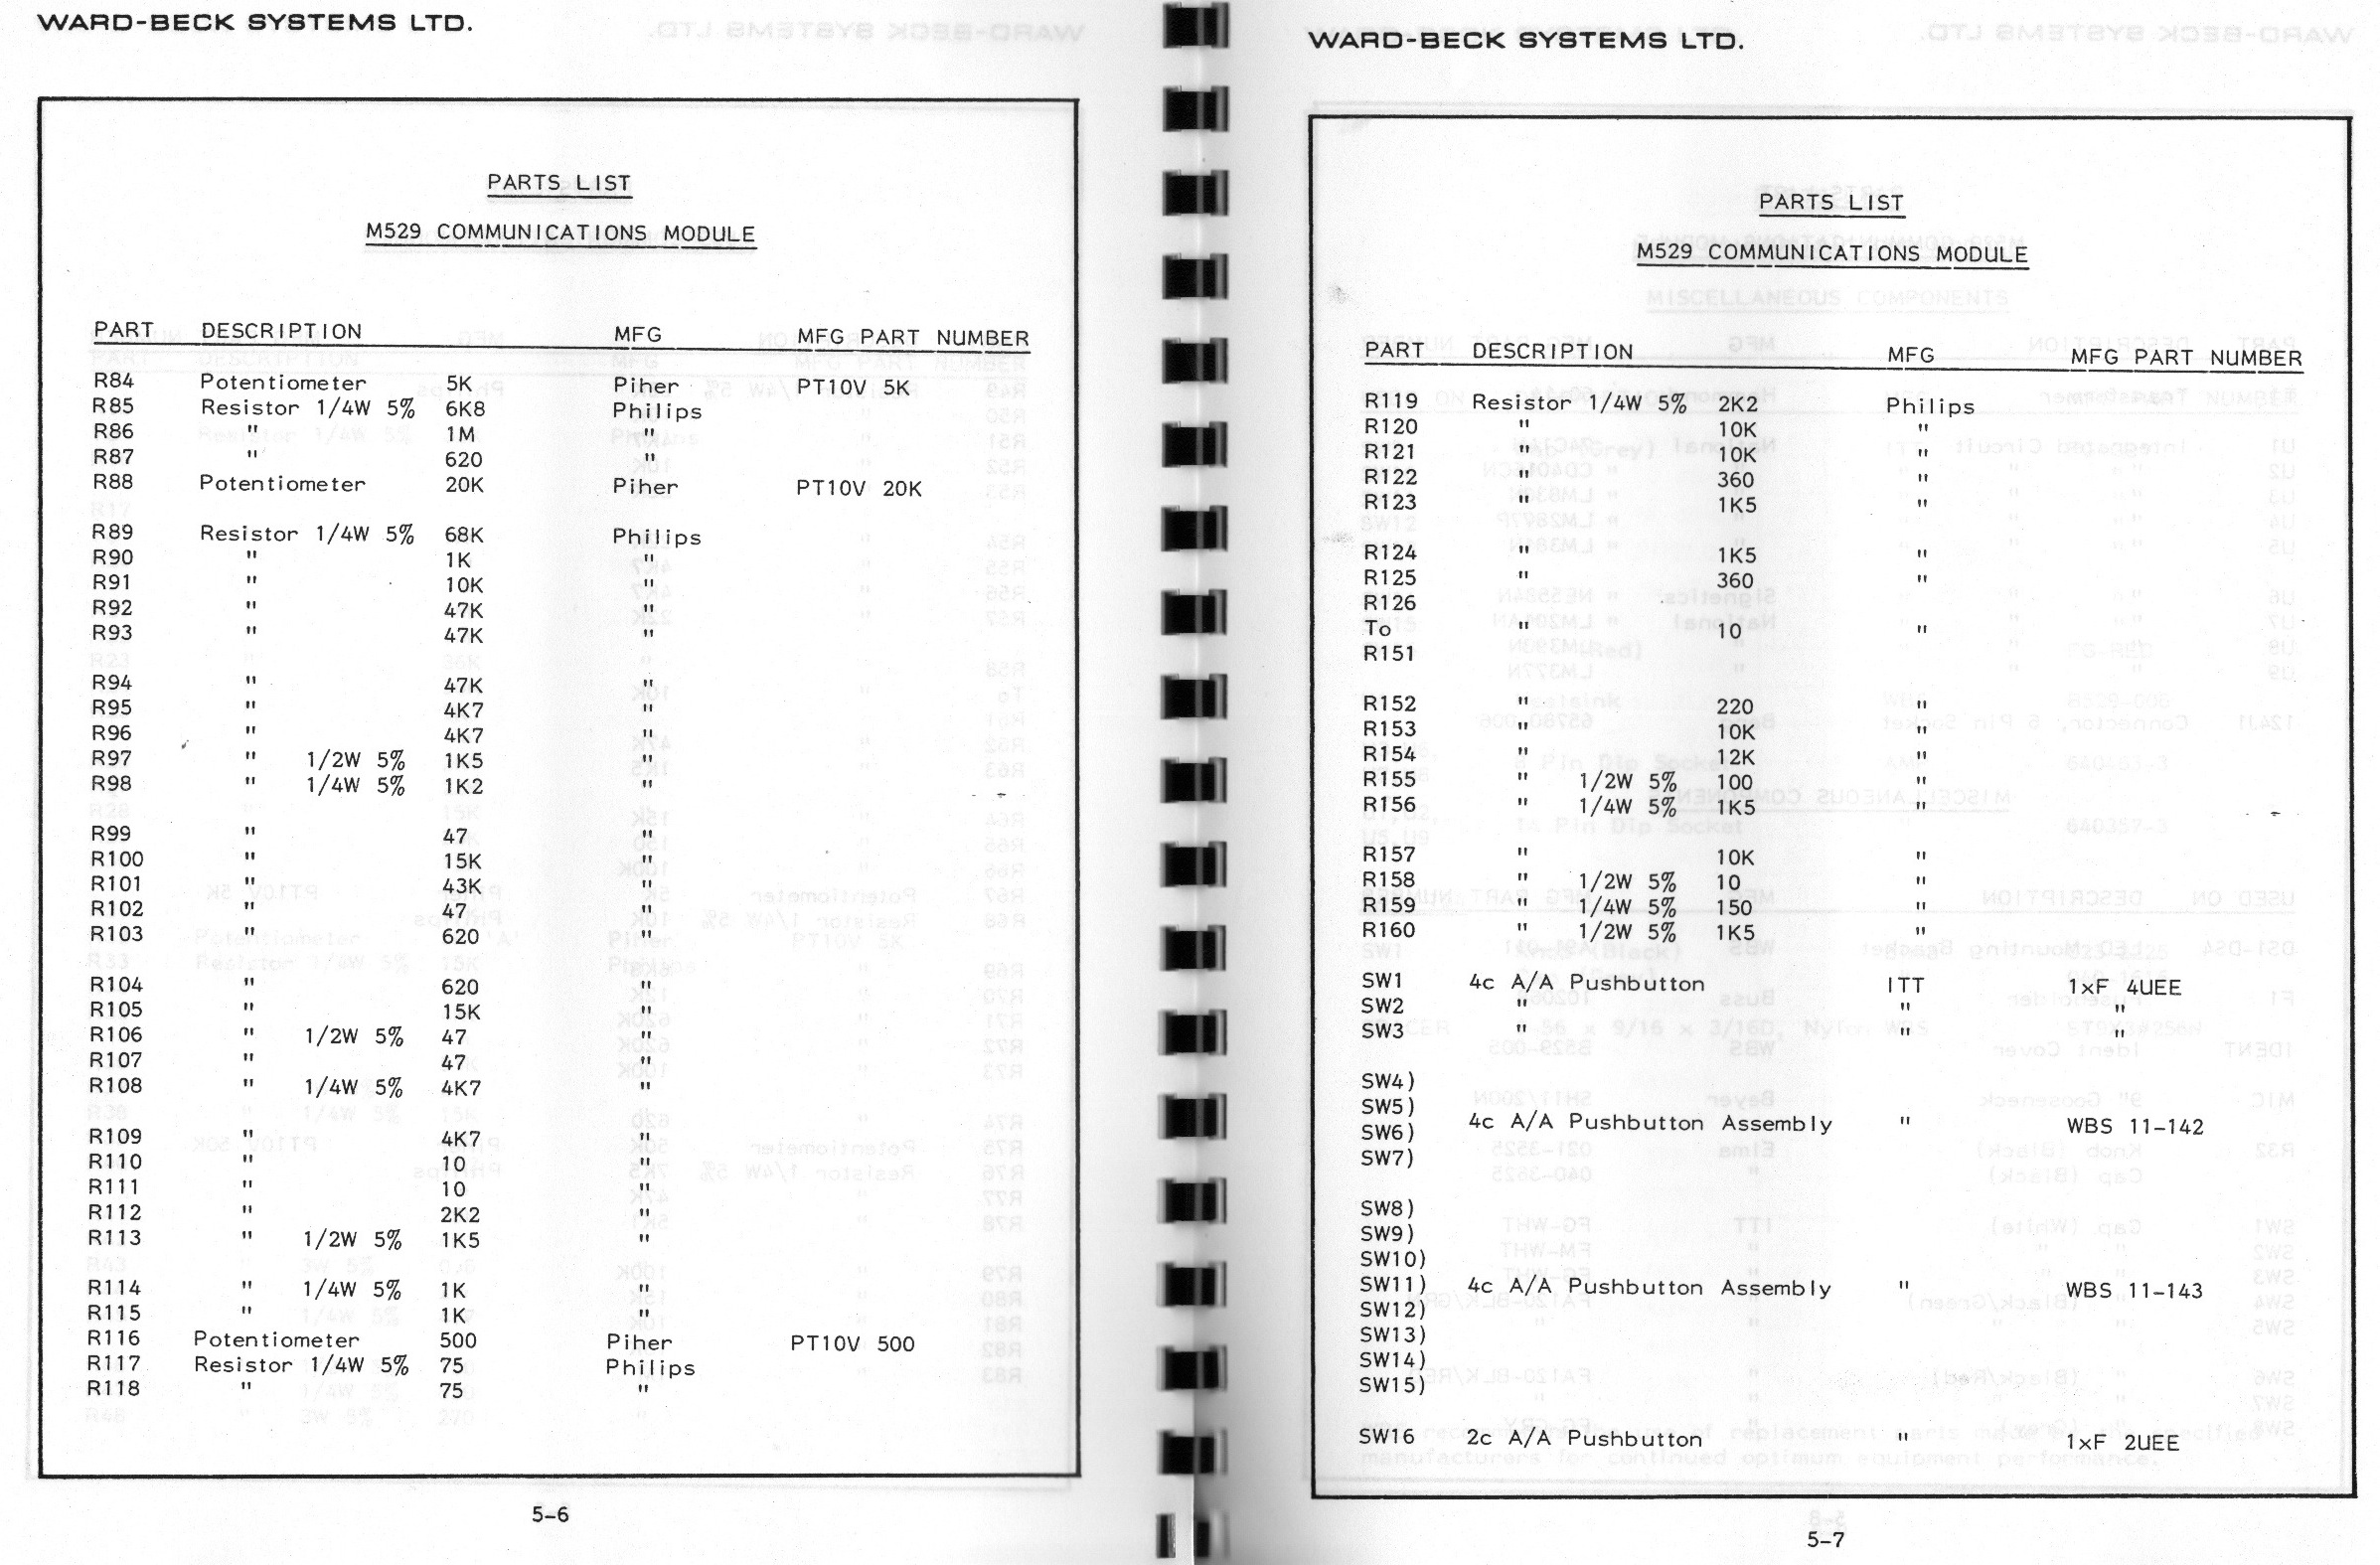 WARD-BECK SYSTEMS LTD.
PARTS LIST
M529 COMMUNICATIONS MODULE
PART DESCRIPTION MFG MFG PART NUMBER
R84 Potentiometer 5K Piher PT10V 5K
R85 Resistor 1/4W 5% 6K8 Philips
R86 " 1M "
R87 " 620 "
R88 Potentiometer 20K Piher PT10V 20K
R89 Resistor 1/4W 5% 68K Philips
R90 " 1K "
R91 " 10K "
R92 " 47K "
R93 " 47K "
R94 " 47K "
R95 " 4K7 "
R96 " 4K7 "
R97 " 1/2W 5% 1K5 "
R98 " 1/4W 5% 1K2 "
R99 " 47 "
R100 " 15K "
R101 " 43K "
R102 " 47 "
R103 " 620 "
R104 " 620 "
R105 " 15K "
R106 " 1/2W 5% 47 "
R107 " 47 "
R108 " 1/4W 5% 4K7 "
R109 " 4K7 "
R110 " 10 "
R111 " 10 "
R112 " 2K2 "
R113 " 1/2W 5% 1K5 "
R114 " 1/4W 5% 1K "
R115 " 1K "
R116 Potentiometer 500 Piher PT10V 500
R117 Resistor 1/4W 5% 75 Philips
R118 " 75 "
5-6
WARD-BECK SYSTEMS LTD.
PARTS LIST
M529 COMMUNICATIONS MODULE
PART DESCRIPTION MFG MFG PART NUMBER
R119 Resistor 1/4W 5% 2K2 Philips
R120 " 10K "
R121 " 10K "
R122 " 360 "
R123 " 1K5 "
R124 " 1K5 "
R125 " 360 "
R126
To " 10 "
R151
R152 " 220 "
R153 " 10K "
R154 " 12K "
R155 " 1/2W 5% 100 "
R156 " 1/4W 5% 1K5 "
R157 " 10K "
R158 " 1/2W 5% 10 "
R159 " 1/4W 5% 150 "
R160 " 1/2W 5% 1K5 "
SW1 4c A/A Pushbutton ITT 1xF 4UEE
SW2 " " "
SW3 " " "
SW4)
SW5)
SW6) 4c A/A Pushbutton Assembly " WBS 11-142
SW7)
SW8)
SW9)
SW10)
SW11) 4c A/A Pushbutton Assembly " WBS 11-143
SW12)
SW13)
SW14)
SW15)
SW16 2c A/A Pushbutton " 1xF 2UEE
5-7